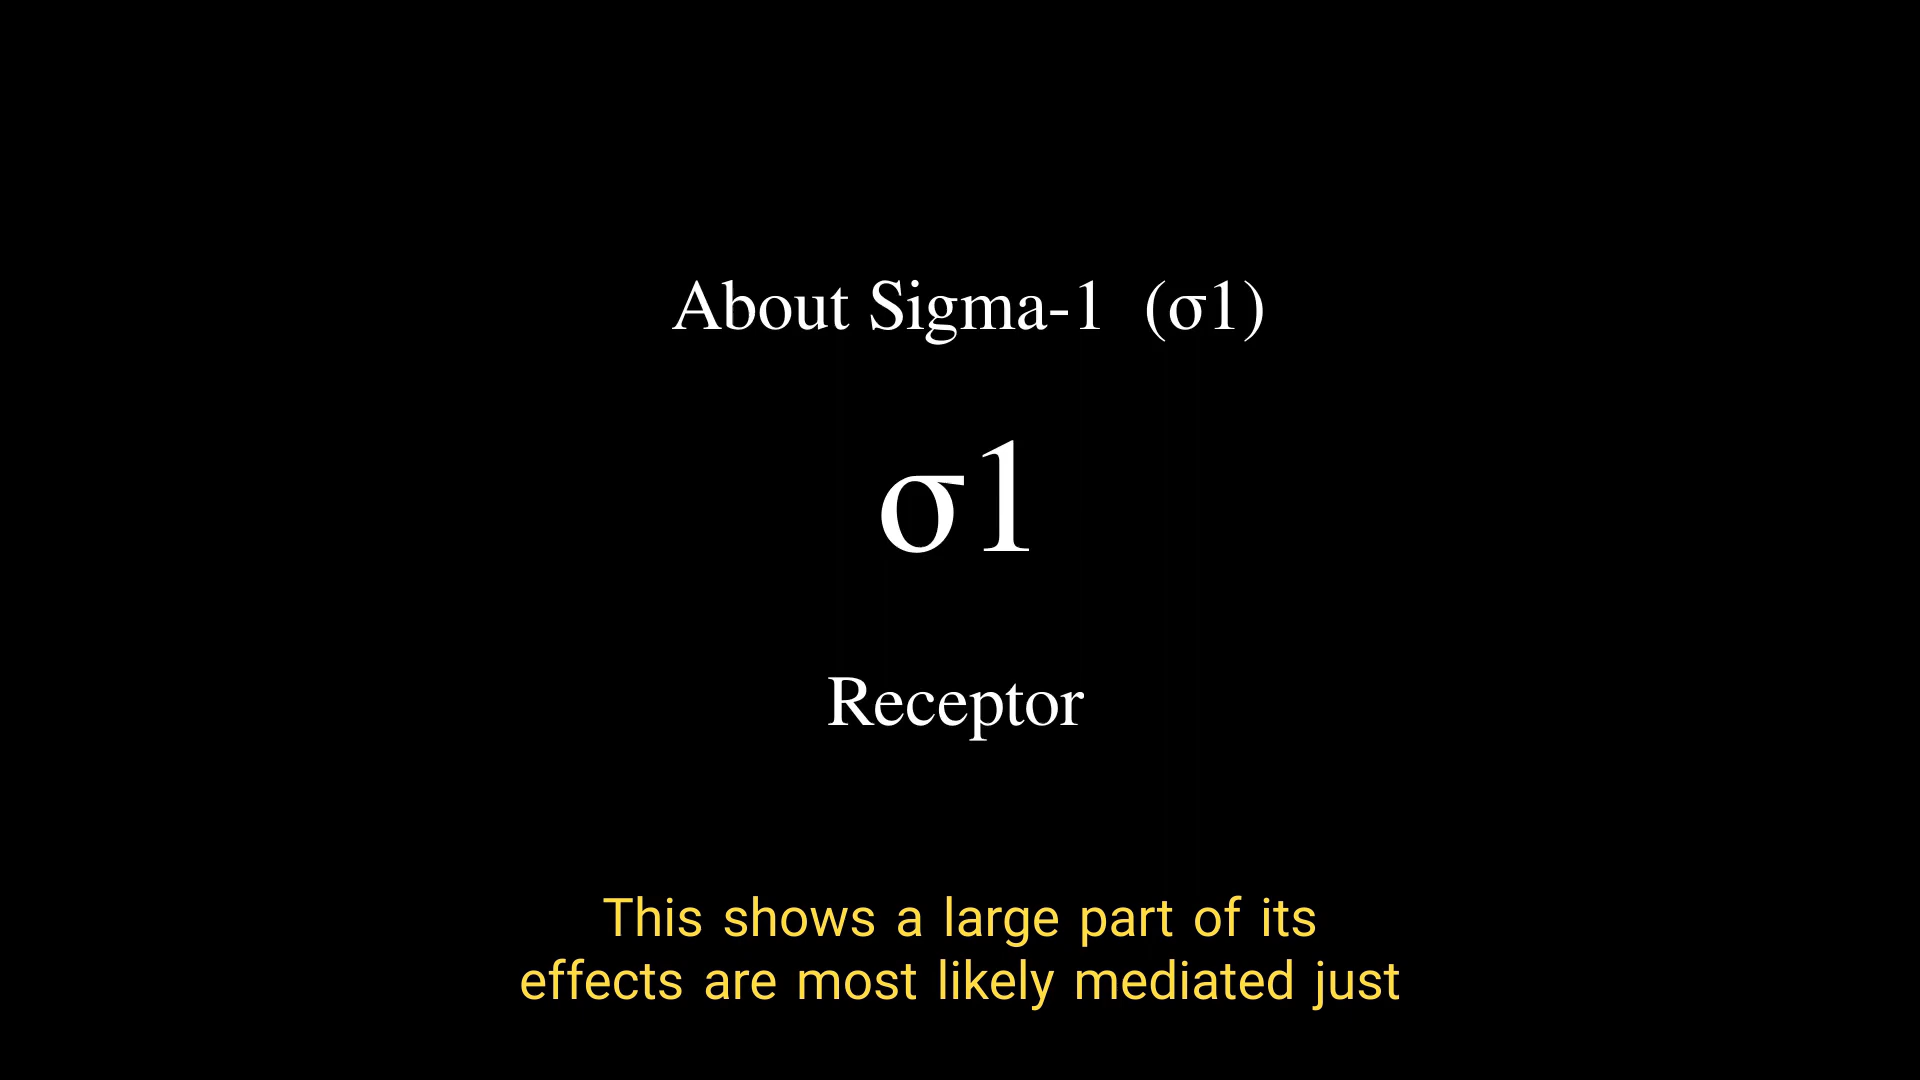 About Sigma-1  (σ1)
σ1
Receptor
This shows a large part of its
effects are most likely mediated just